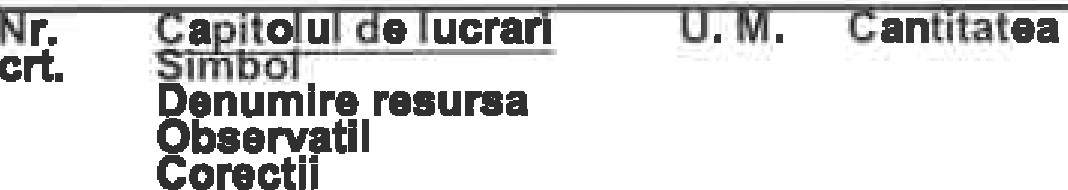 Nr. Capitolul de lucrari U. M. Cantitatea
crt. Simbol
Denumire resursa
Observatii
Corectii